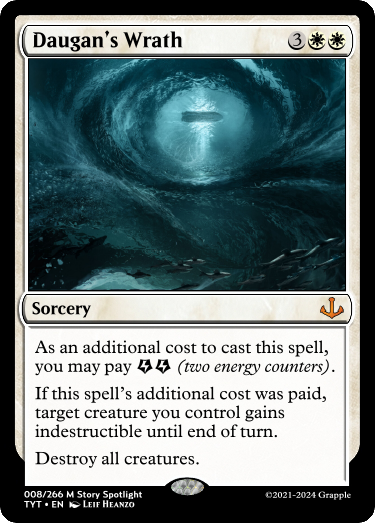 Daugan's Wrath 3
Sorcery
As an additional cost to cast this spell,
you may pay (two energy counters).
If this spell's additional cost was paid,
target creature you control gains
indestructible until end of turn.
Destroy all creatures.
008/266 M Story Spotlight
TYT • EN Leif Heanzo
©2021-2024 Grapple